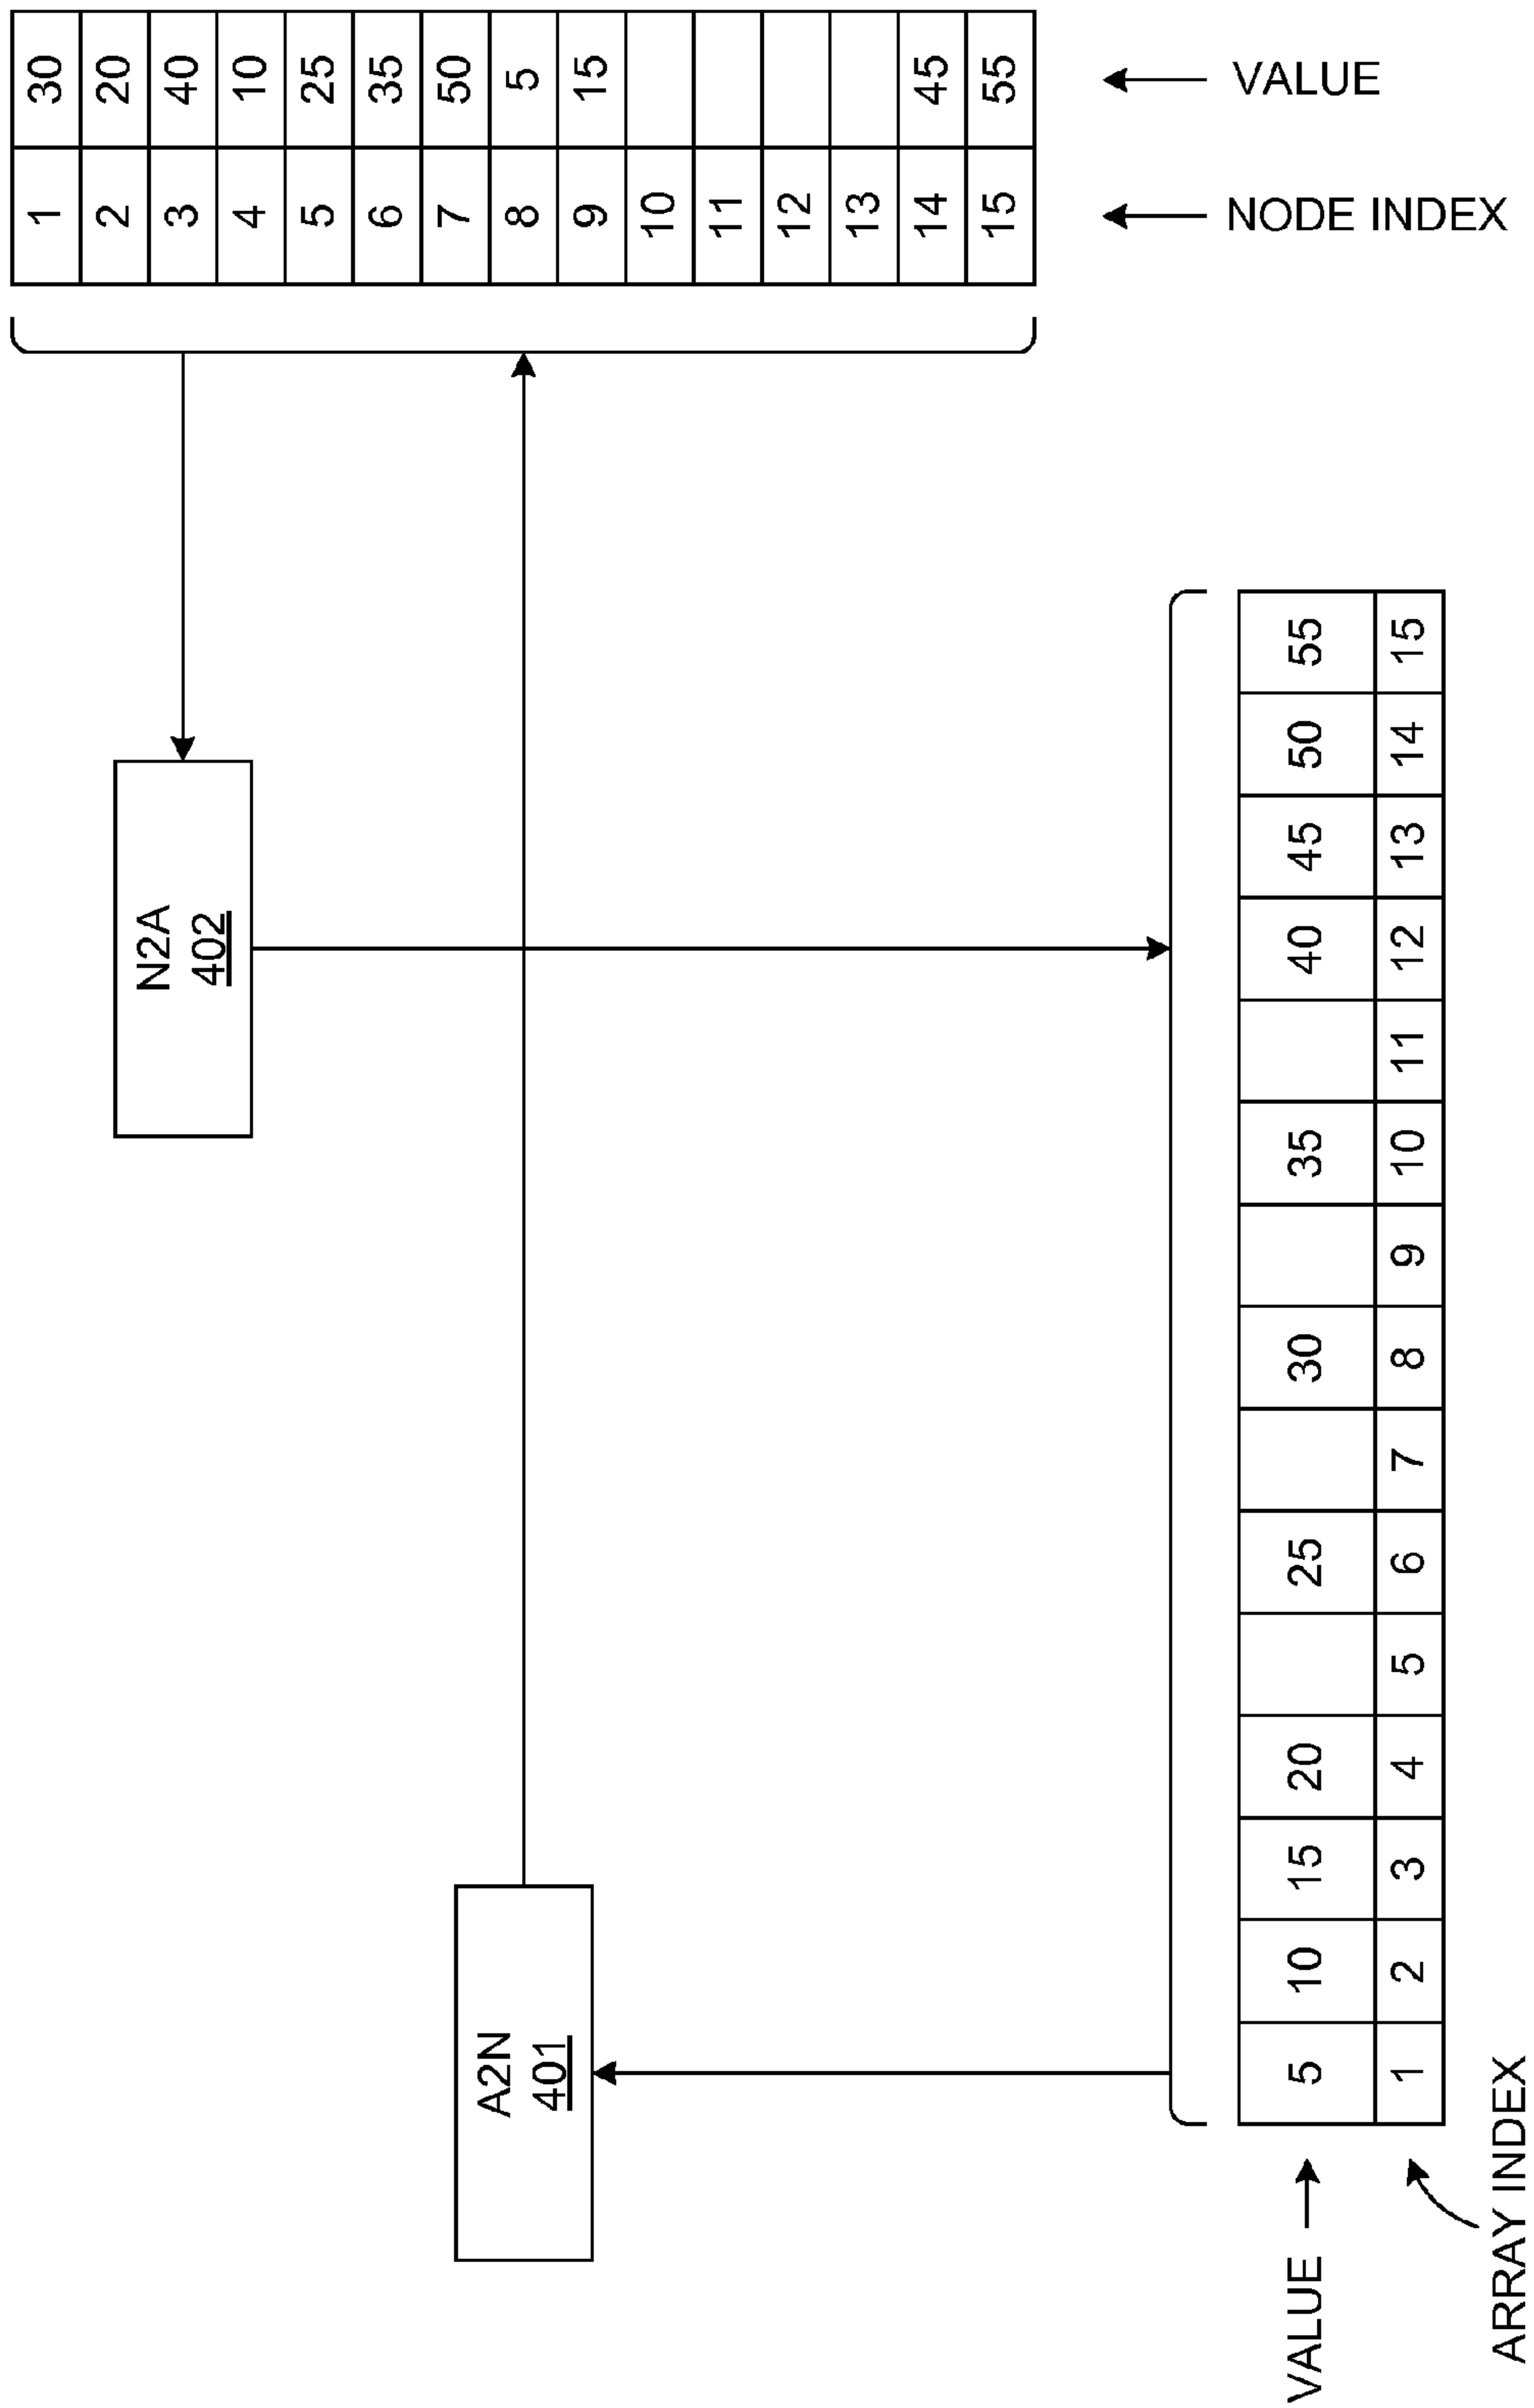 1 30
2 20
3 40
4 10
5 25
6 35
7 50
8 5
9 15
10
11
12
13
14 45
15 55
NODE INDEX
VALUE
N2A
402
A2N
401
VALUE 5 10 15 20 25 30 35 40 45 50 55
1 2 3 4 5 6 7 8 9 10 11 12 13 14 15
ARRAY INDEX